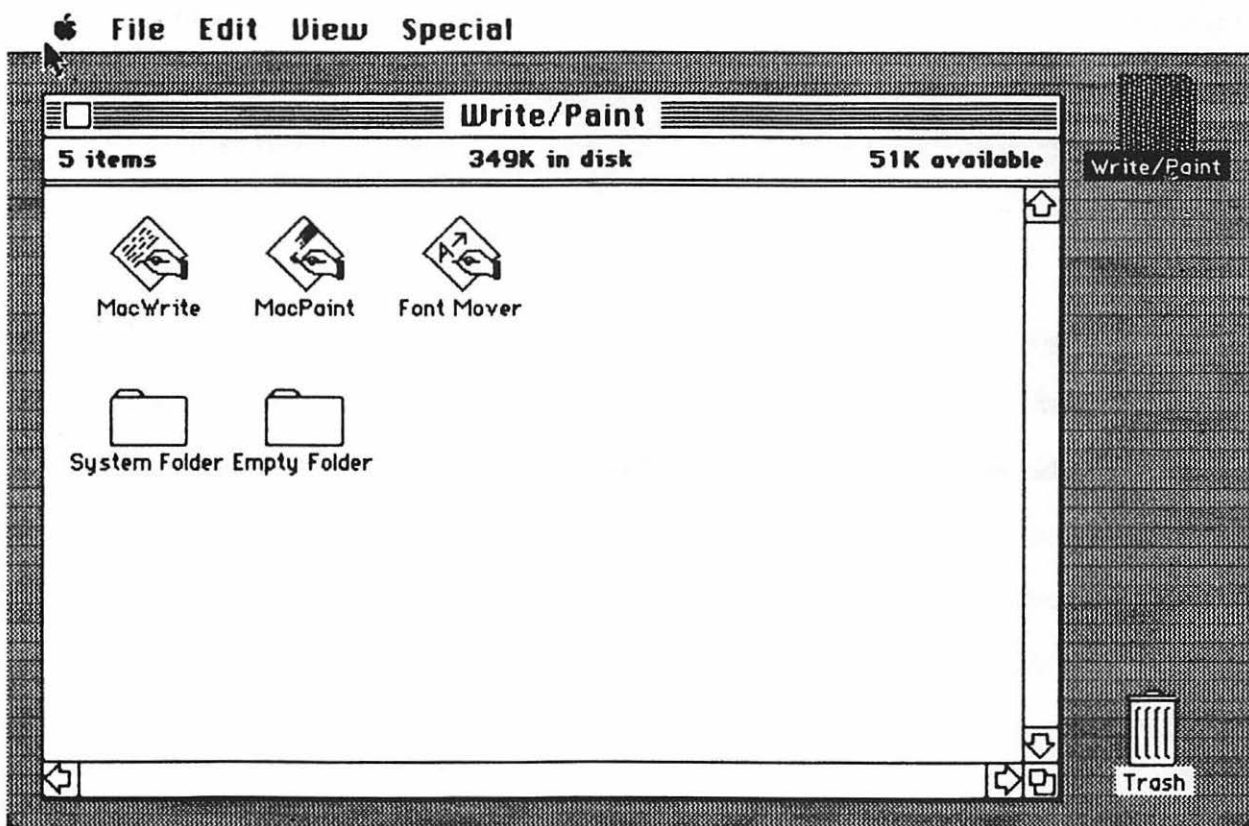 File Edit View Special
Write/Paint
5 items 349K in disk 51K available
Write/Paint
MacWrite MacPaint Font Mover
System Folder Empty Folder
Trash